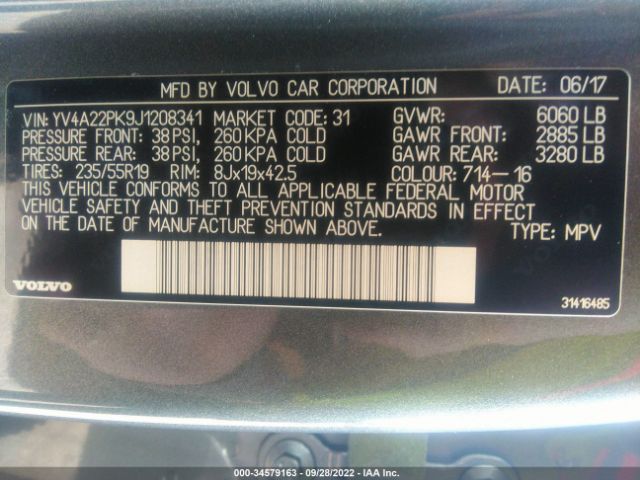 MFD BY VOLVO CAR CORPORATION DATE: 06/17
VIN: YV4A22PK9J1208341 MARKET CODE: 31 GVWR: 6060 LB
PRESSURE FRONT: 38 PSI, 260 KPA COLD GAWR FRONT: 2885 LB
PRESSURE REAR: 38 PSI, 260 KPA COLD GAWR REAR: 3280 LB
TIRES: 235/55R19 RIM: 8Jx19x42.5 COLOUR: 714-16
THIS VEHICLE CONFORMS TO ALL APPLICABLE FEDERAL MOTOR
VEHICLE SAFETY AND THEFT PREVENTION STANDARDS IN EFFECT
ON THE DATE OF MANUFACTURE SHOWN ABOVE. TYPE: MPV
VOLVO 31416485
000-34579163 - 09/28/2022 - IAA Inc.